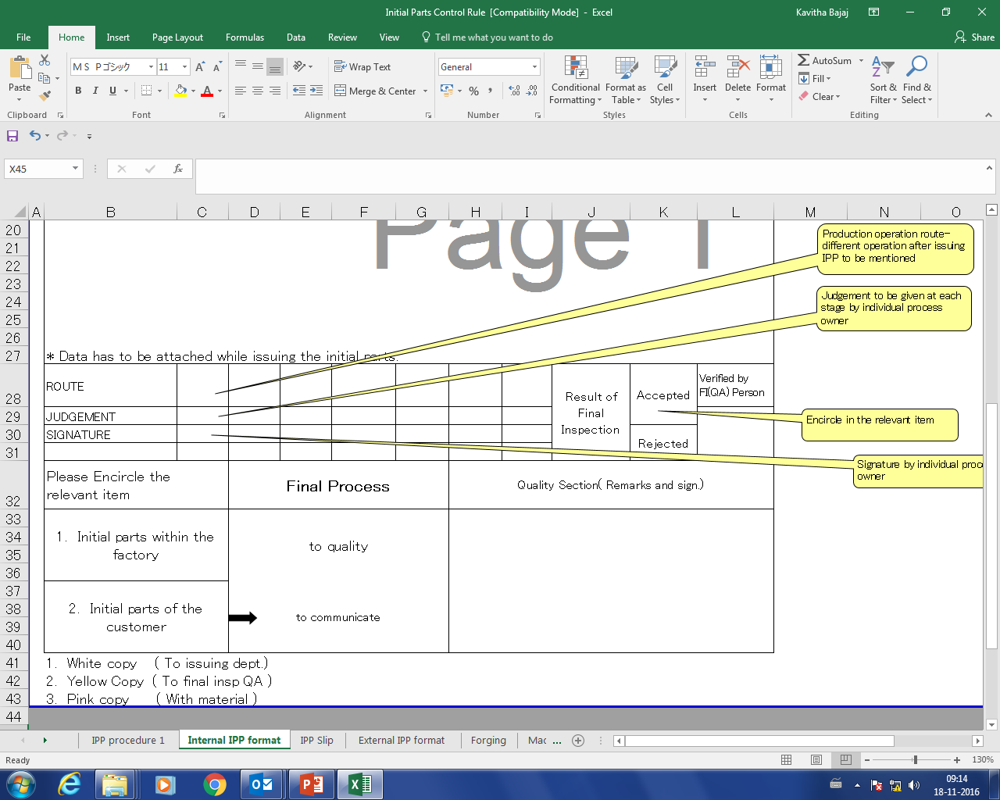 Initial Parts Control Rule  [Compatibility Mode]  -  Excel
Kavitha Bajaj
File Home Insert Page Layout Formulas Data Review View Tell me what you want to do Share
Paste
Clipboard
ＭＳ Ｐゴシック 11
B I U A
Font
Wrap Text
Merge & Center
Alignment
General
% ,
Number
Conditional Formatting
Format as Table
Cell Styles
Styles
Insert Delete Format
Cells
AutoSum
Fill
Clear
Sort & Filter
Find & Select
Editing
X45 fx
A B C D E F G H I J K L M N O
20
21
22
23
24
25
26
27
28
29
30
31
32
33
34
35
36
37
38
39
40
41
42
43
44
Page 1
Production operation route-
different operation after issuing
IPP to be mentioned
Judgement to be given at each
stage by individual process
owner
* Data has to be attached while issuing the initial parts.
ROUTE
JUDGEMENT
SIGNATURE
Result of
Final
Inspection
Accepted
Rejected
Verified by
FI(QA) Person
Encircle in the relevant item
Signature by individual proc
owner
Please Encircle the
relevant item
Final Process
Quality Section( Remarks and sign.)
1. Initial parts within the
factory
to quality
2. Initial parts of the
customer
to communicate
1. White copy ( To issuing dept.)
2. Yellow Copy ( To final insp QA )
3. Pink copy ( With material )
IPP procedure 1 Internal IPP format IPP Slip External IPP format Forging Mac ...
Ready
130%
09:14
18-11-2016